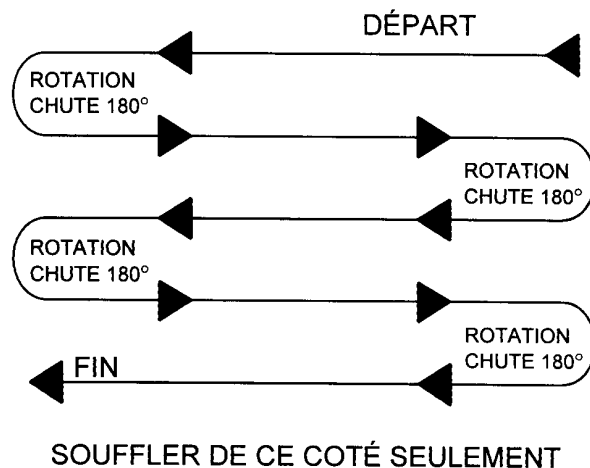 DÉPART
ROTATION
CHUTE 180°
ROTATION
CHUTE 180°
ROTATION
CHUTE 180°
ROTATION
CHUTE 180°
FIN
SOUFFLER DE CE COTÉ SEULEMENT